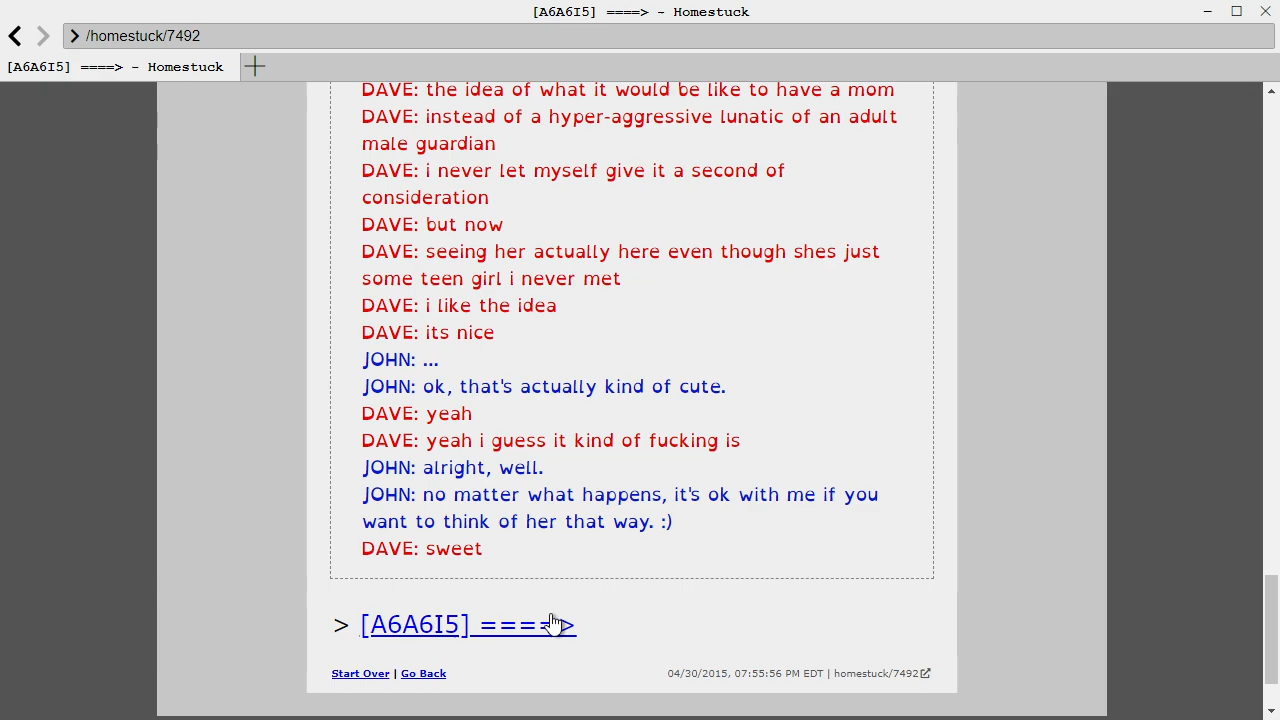 [A6A6I5] ====> - Homestuck
/homestuck/7492
[A6A6I5] ====> - Homestuck
DAVE: the idea of what it would be like to have a mom
DAVE: instead of a hyper-aggressive lunatic of an adult
male guardian
DAVE: i never let myself give it a second of
consideration
DAVE: but now
DAVE: seeing her actually here even though shes just
some teen girl i never met
DAVE: i like the idea
DAVE: its nice
JOHN: ...
JOHN: ok, that's actually kind of cute.
DAVE: yeah
DAVE: yeah i guess it kind of fucking is
JOHN: alright, well.
JOHN: no matter what happens, it's ok with me if you
want to think of her that way. :)
DAVE: sweet
> [A6A6I5] ====>
Start Over | Go Back 04/30/2015, 07:55:56 PM EDT | homestuck/7492